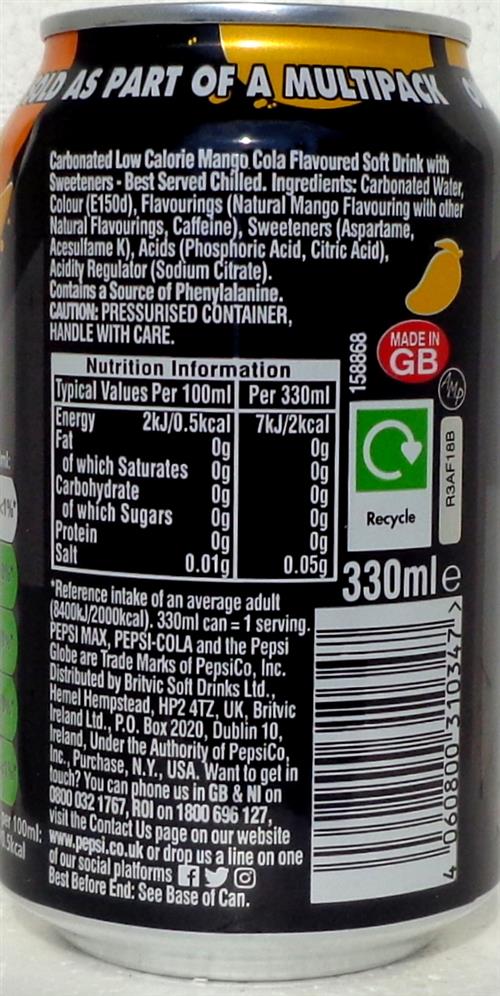 OLD AS PART OF A MULTIPACK
Carbonated Low Calorie Mango Cola Flavoured Soft Drink with
Sweeteners - Best Served Chilled. Ingredients: Carbonated Water,
Colour (E150d), Flavourings (Natural Mango Flavouring with other
Natural Flavourings, Caffeine), Sweeteners (Aspartame,
Acesulfame K), Acids (Phosphoric Acid, Citric Acid),
Acidity Regulator (Sodium Citrate).
Contains a Source of Phenylalanine.
CAUTION: PRESSURISED CONTAINER,
HANDLE WITH CARE.
158868
MADE IN
GB
AMP
R3AF18B
Recycle
330ml e
Nutrition Information
Typical Values Per 100ml Per 330ml
Energy 2kJ/0.5kcal 7kJ/2kcal
Fat 0g 0g
of which Saturates 0g 0g
Carbohydrate 0g 0g
of which Sugars 0g 0g
Protein 0g 0g
Salt 0.01g 0.05g
*Reference intake of an average adult
(8400kJ/2000kcal). 330ml can = 1 serving.
PEPSI MAX, PEPSI-COLA and the Pepsi
Globe are Trade Marks of PepsiCo, Inc.
Distributed by Britvic Soft Drinks Ltd.,
Hemel Hempstead, HP2 4TZ, UK, Britvic
Ireland Ltd., P.O. Box 2020, Dublin 10,
Ireland, Under the Authority of PepsiCo,
Inc., Purchase, N.Y., USA. Want to get in
touch? You can phone us in GB & NI on
0800 032 1767, ROI on 1800 696 127,
visit the Contact Us page on our website
www.pepsi.co.uk or drop us a line on one
of our social platforms
Best Before End: See Base of Can.
4 060800 310347 >
per 100ml:
0.5kcal
<1%*